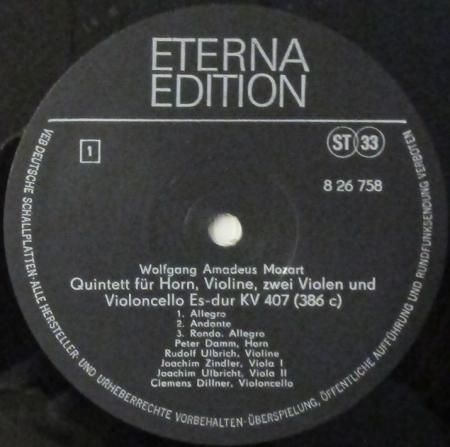 ETERNA
EDITION
1
ST 33
8 26 758
Wolfgang Amadeus Mozart
Quintett für Horn, Violine, zwei Violen und
Violoncello Es-dur KV 407 (386 c)
1. Allegro
2. Andante
3. Rondo. Allegro
Peter Damm, Horn
Rudolf Ulbrich, Violine
Joachim Zindler, Viola I
Joachim Ulbricht, Viola II
Clemens Dillner, Violoncello
VEB DEUTSCHE SCHALLPLATTEN·ALLE HERSTELLER- UND URHEBERRECHTE VORBEHALTEN·ÜBERSPIELUNG, ÖFFENTLICHE AUFFÜHRUNG UND RUNDFUNKSENDUNG VERBOTEN